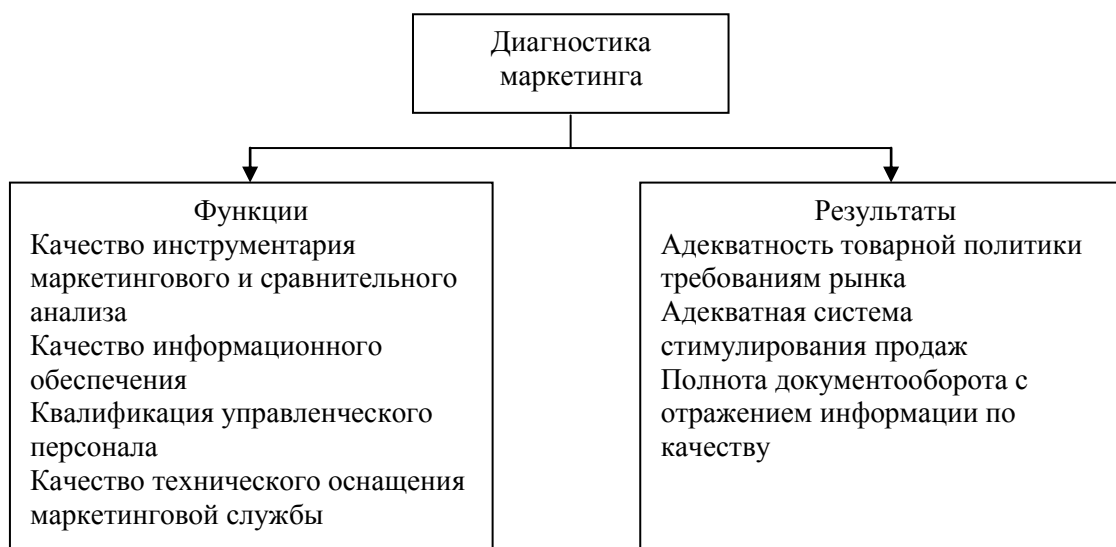 Диагностика
маркетинга
Функции
Качество инструментария
маркетингового и сравнительного
анализа
Качество информационного
обеспечения
Квалификация управленческого
персонала
Качество технического оснащения
маркетинговой службы
Результаты
Адекватность товарной политики
требованиям рынка
Адекватная система
стимулирования продаж
Полнота документооборота с
отражением информации по
качеству